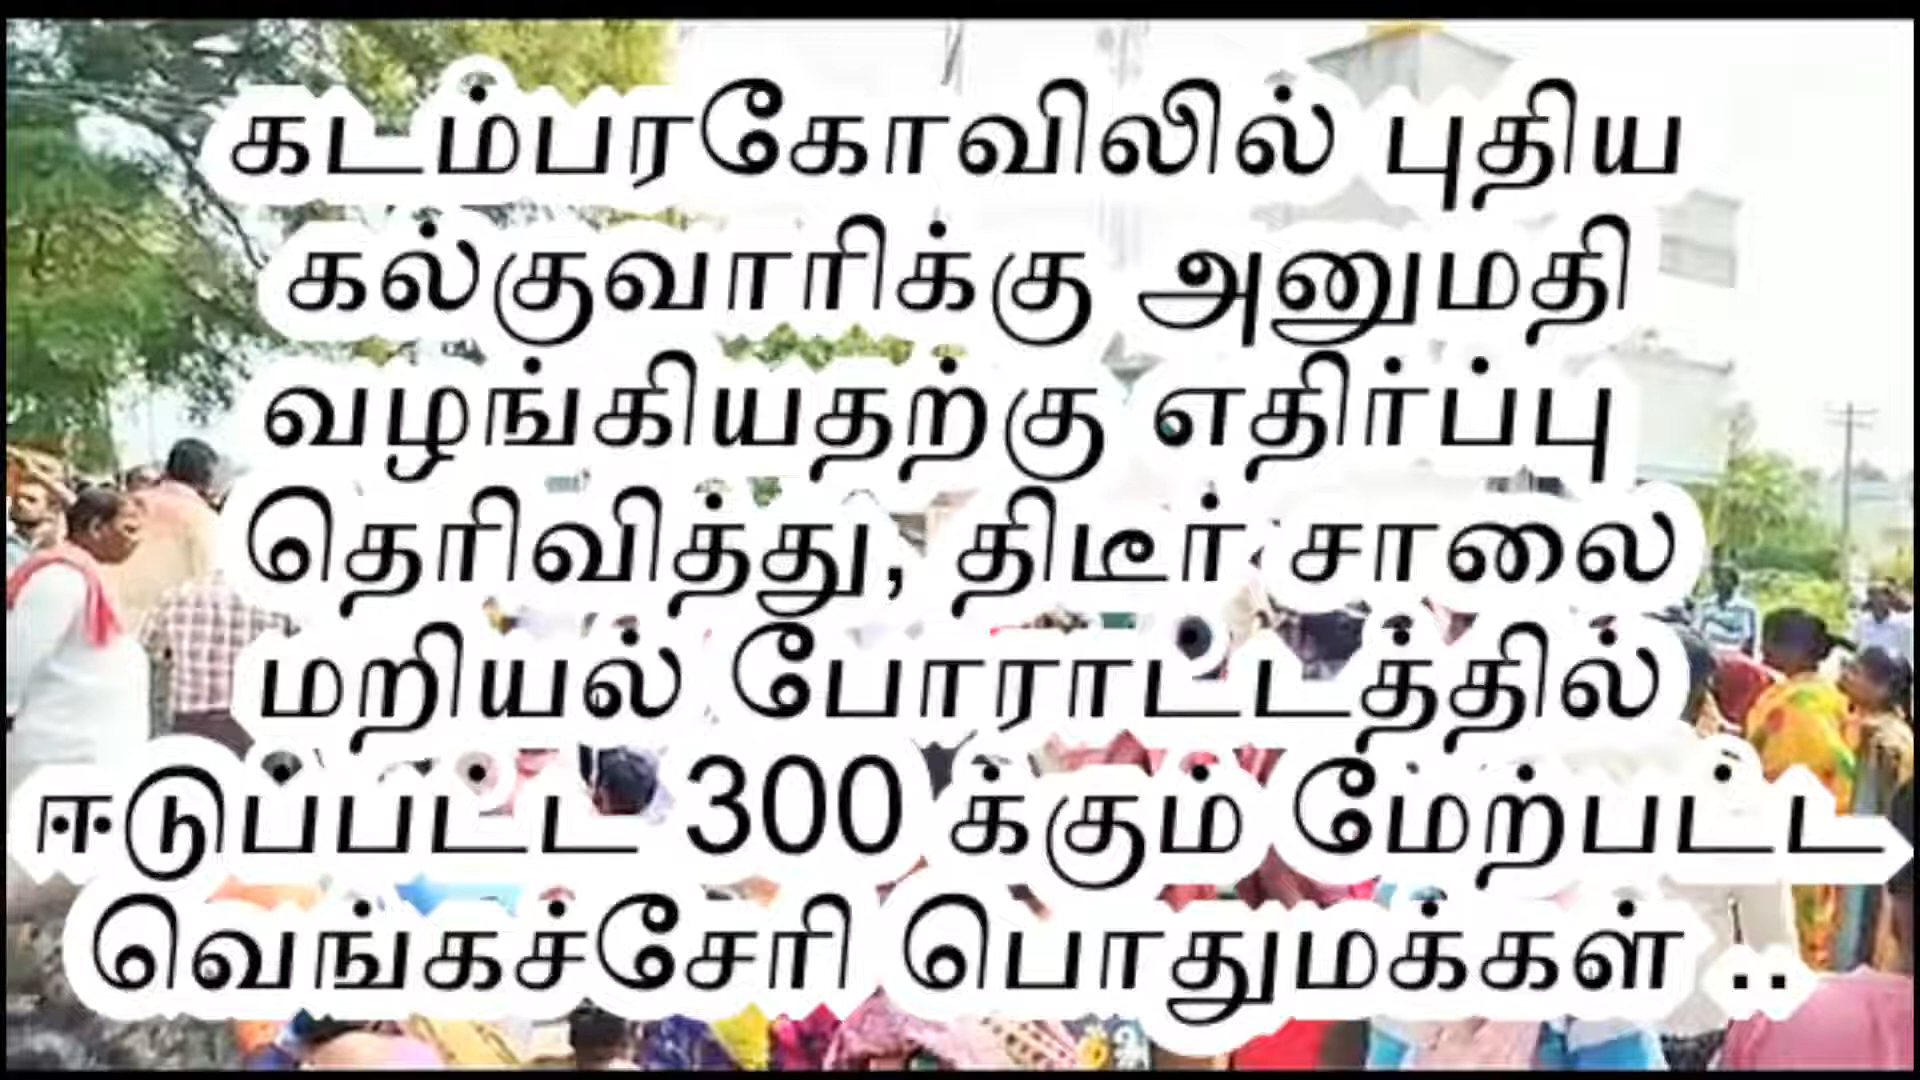 கடம்பரகோவிலில் புதிய
கல்குவாரிக்கு அனுமதி
வழங்கியதற்கு எதிர்ப்பு
தெரிவித்து, திடீர் சாலை
மறியல் போராட்டத்தில்
ஈடுப்பட்ட 300 க்கும் மேற்பட்ட
வெங்கச்சேரி பொதுமக்கள் ..